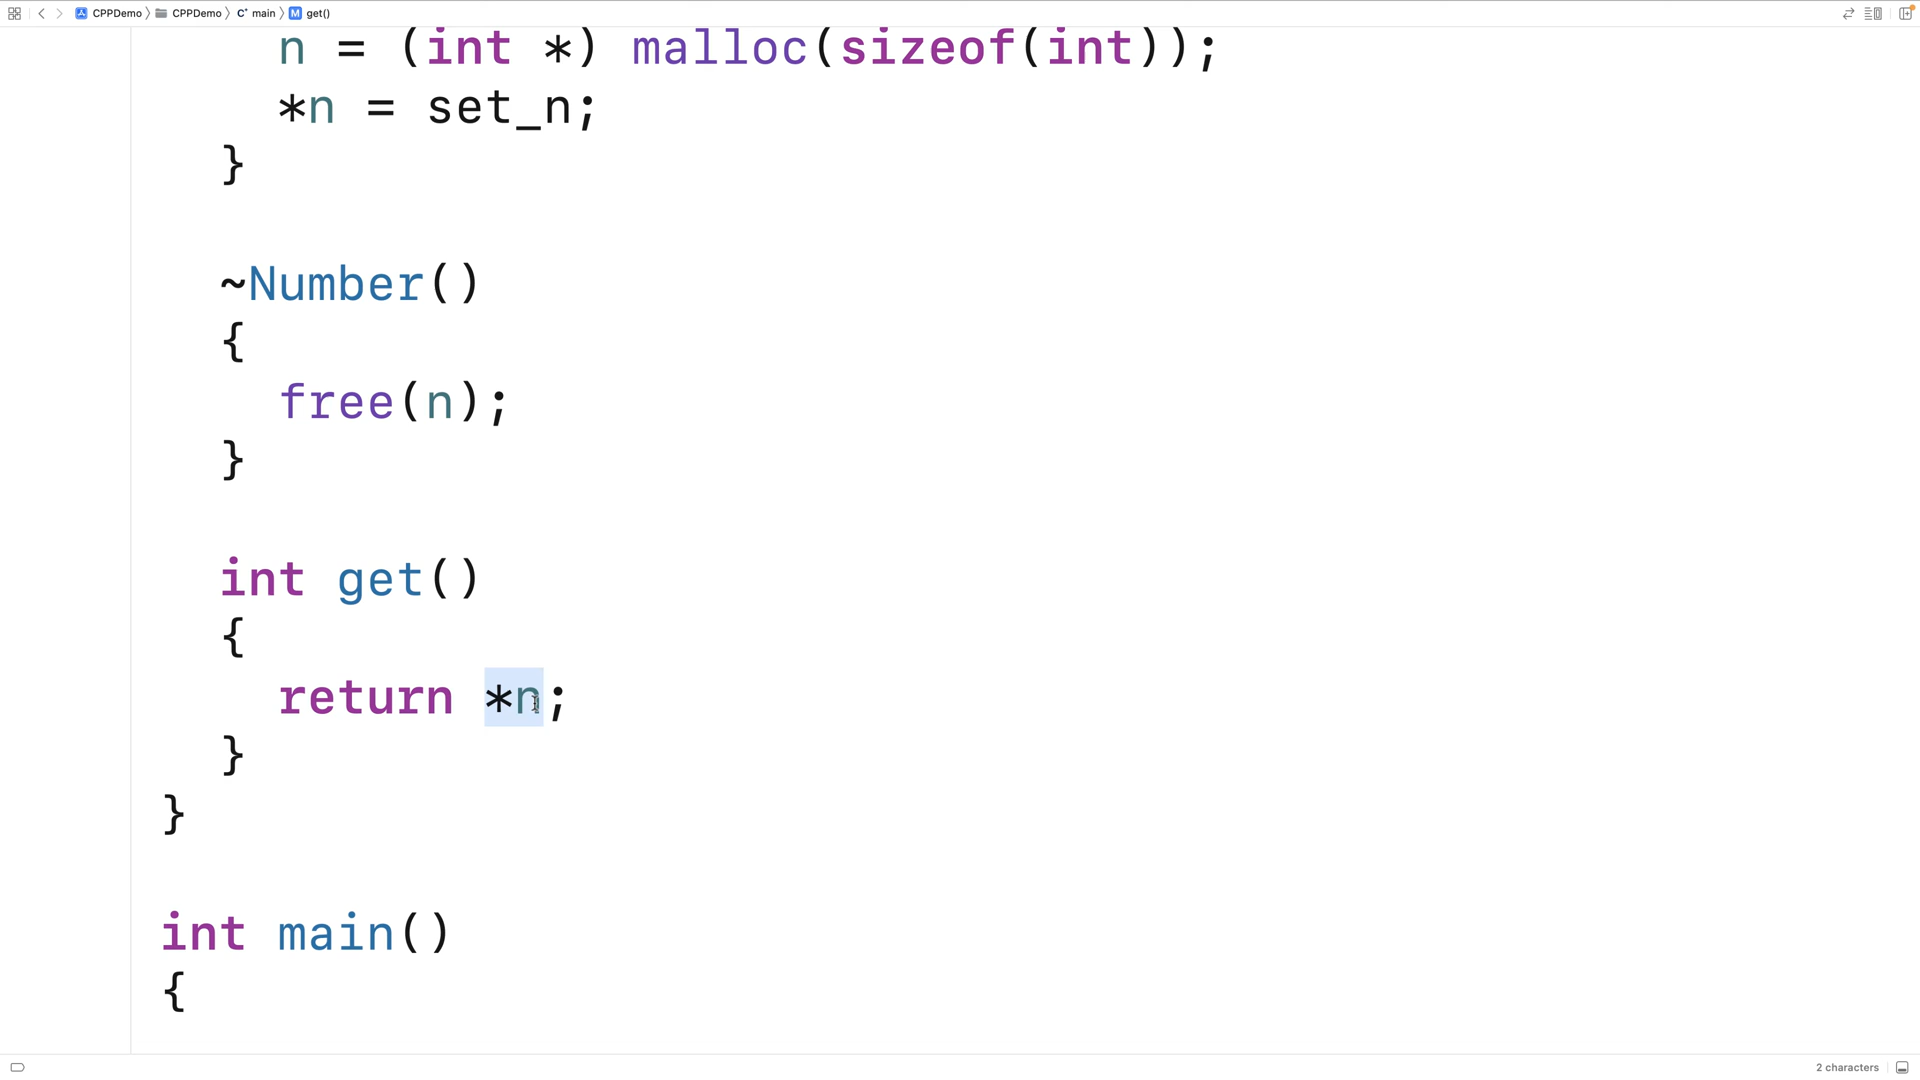 CPPDemo CPPDemo C+ main M get()
n = (int *) malloc(sizeof(int));
*n = set_n;
}
~Number()
{
free(n);
}
int get()
{
return *n;
}
}
int main()
{
2 characters